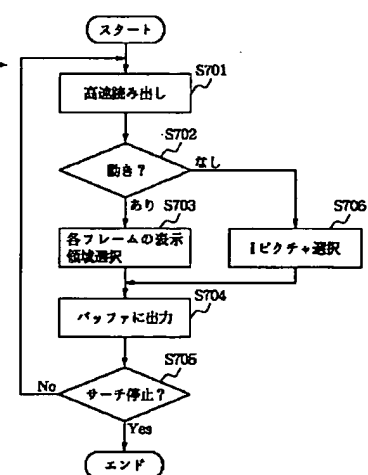 スタート
S701
高速読み出し
S702
動き?
なし
あり
S703
S706
各フレームの表示
領域選択
Iピクチャ選択
S704
バッファに出力
S705
サーチ停止?
No
Yes
エンド